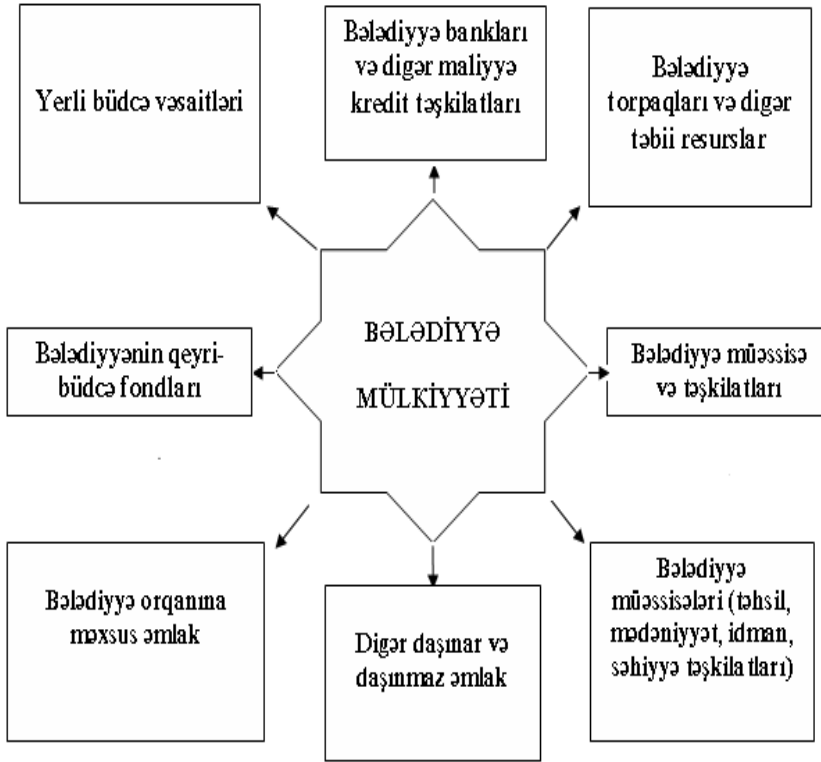 Yerli büdcə vəsaitləri
Bələdiyyə bankları
və digər maliyyə
kredit təşkilatları
Bələdiyyə
torpaqları və digər
təbii resurslar
Bələdiyyənin qeyri-
büdcə fondları
BƏLƏDİYYƏ
MÜLKİYYƏTİ
Bələdiyyə müəssisə
və təşkilatları
Bələdiyyə orqanına
məxsus əmlak
Digər daşınar və
daşınmaz əmlak
Bələdiyyə
müəssisələri (təhsil,
mədəniyyət, idman,
səhiyyə təşkilatları)